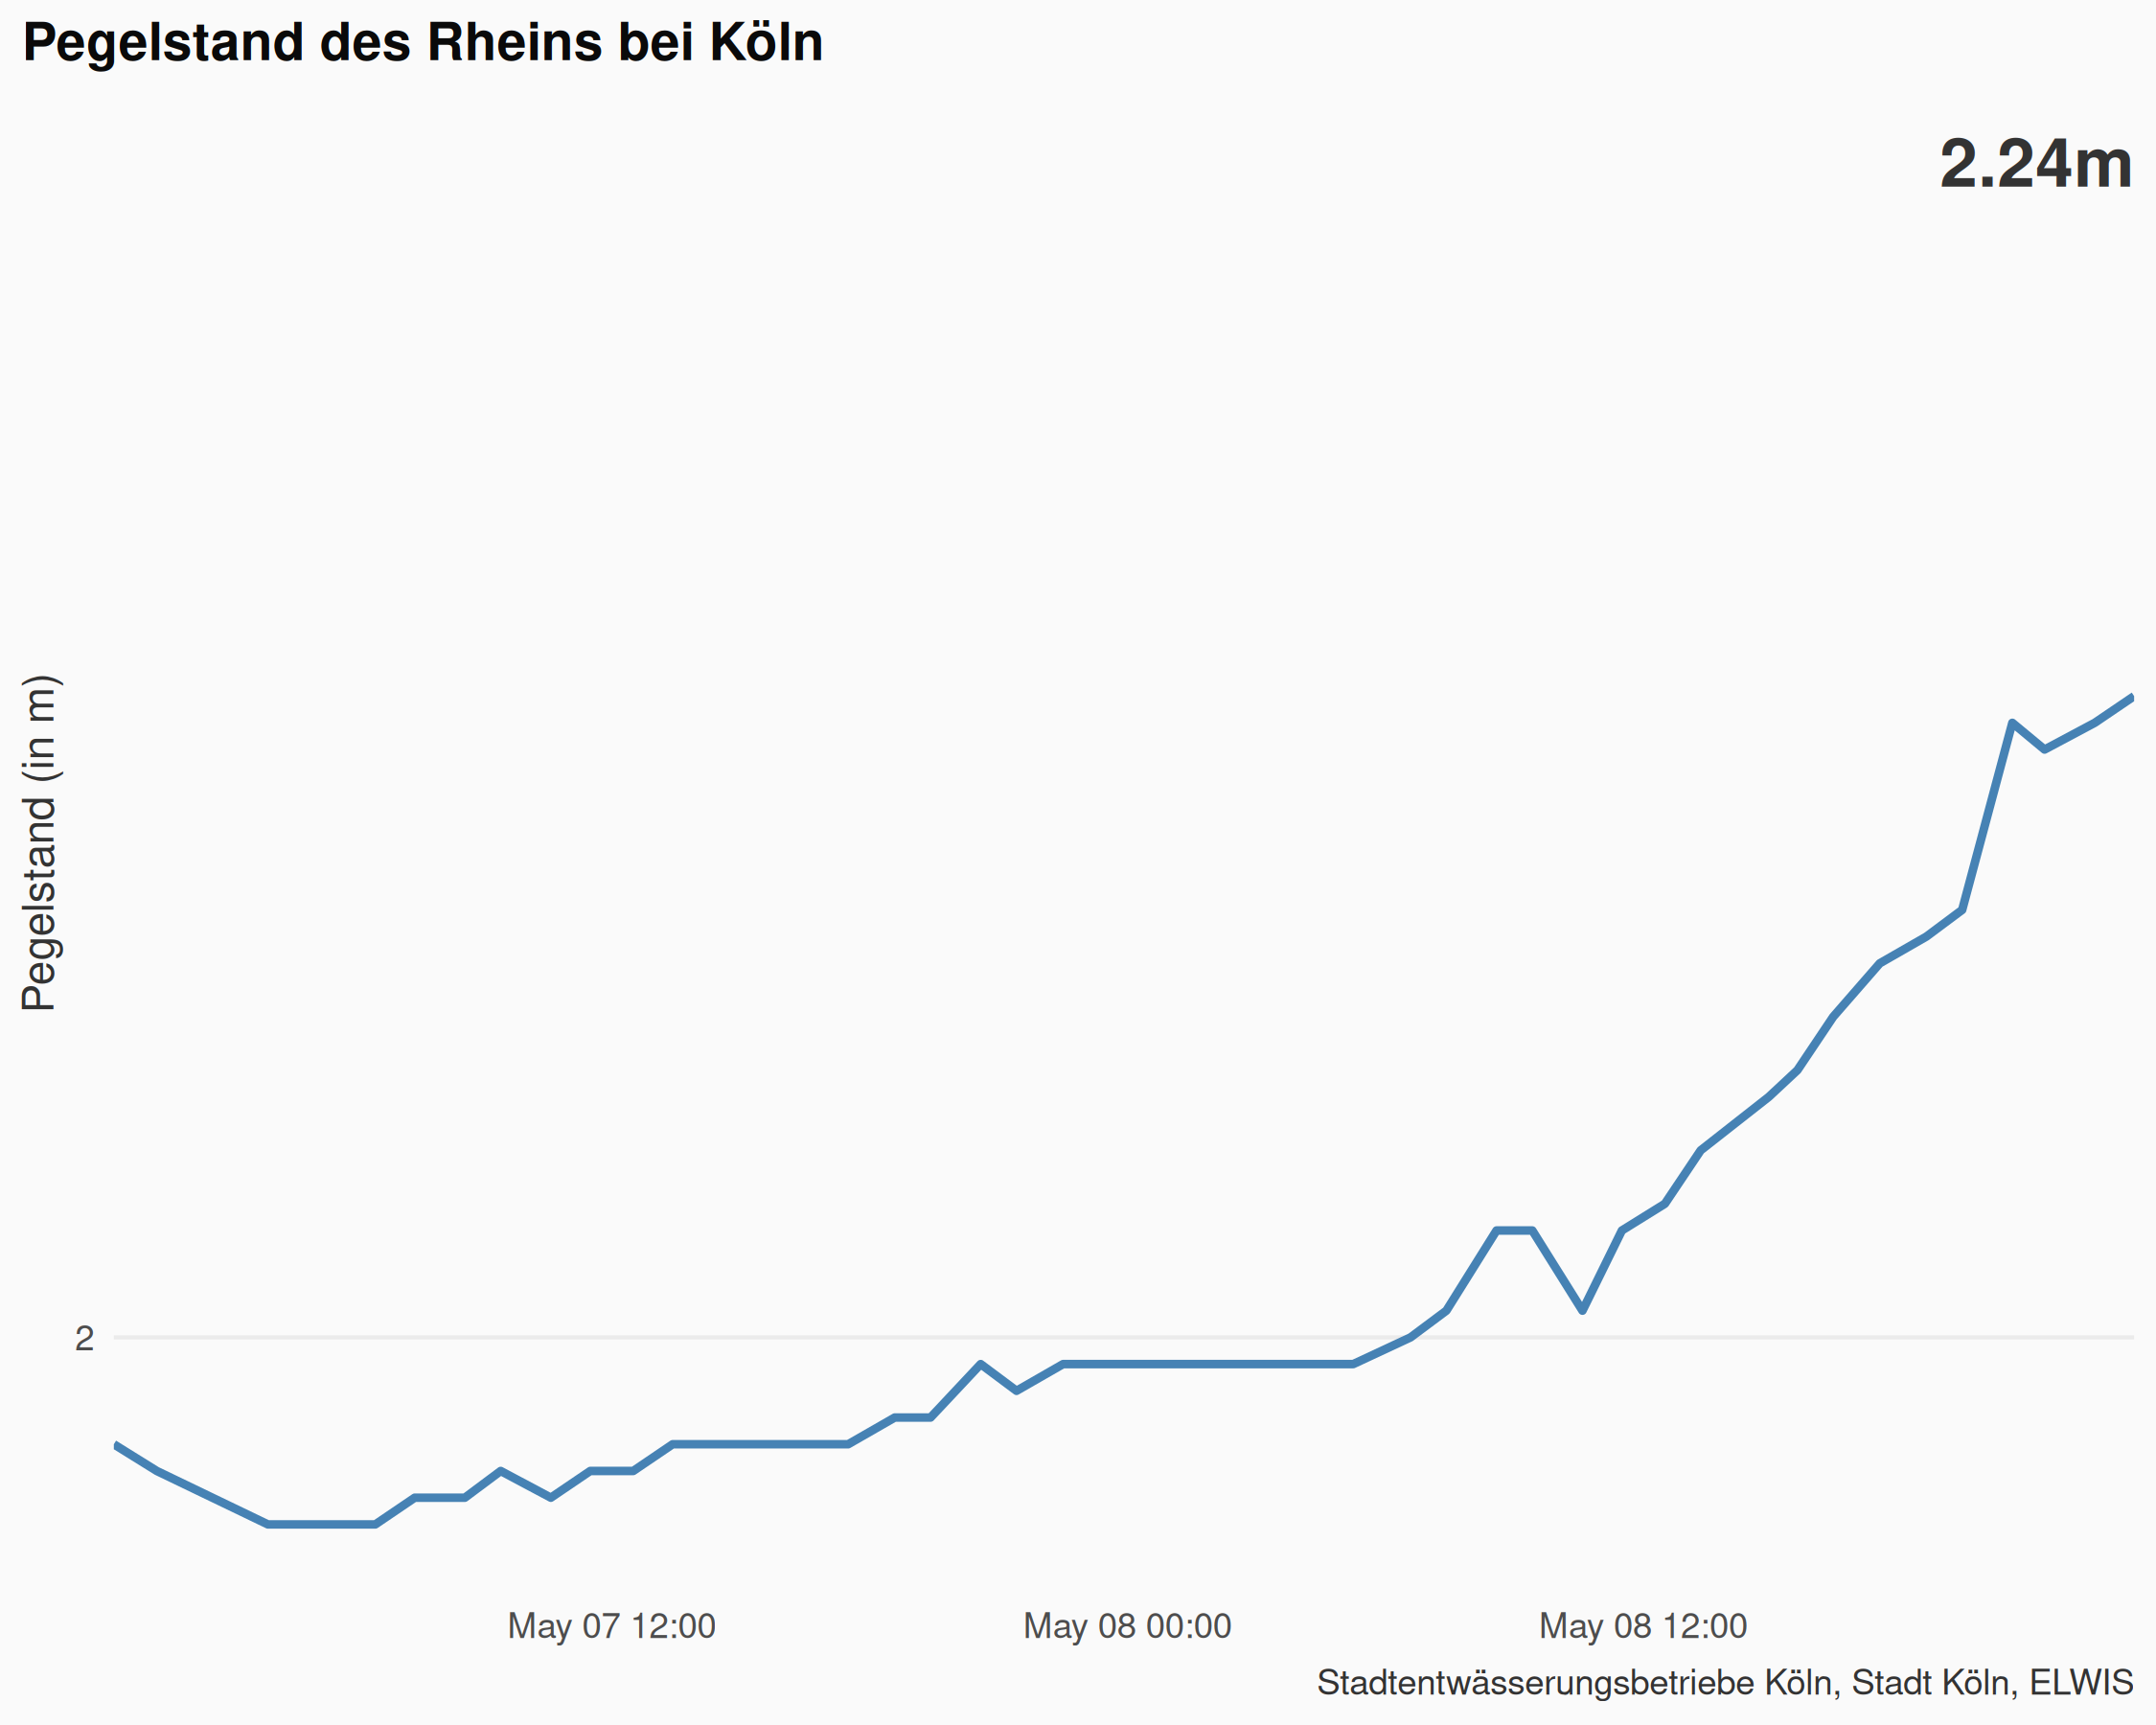 Pegelstand des Rheins bei Köln
2.24m
Pegelstand (in m)
2
May 07 12:00
May 08 00:00
May 08 12:00
Stadtentwässerungsbetriebe Köln, Stadt Köln, ELWIS